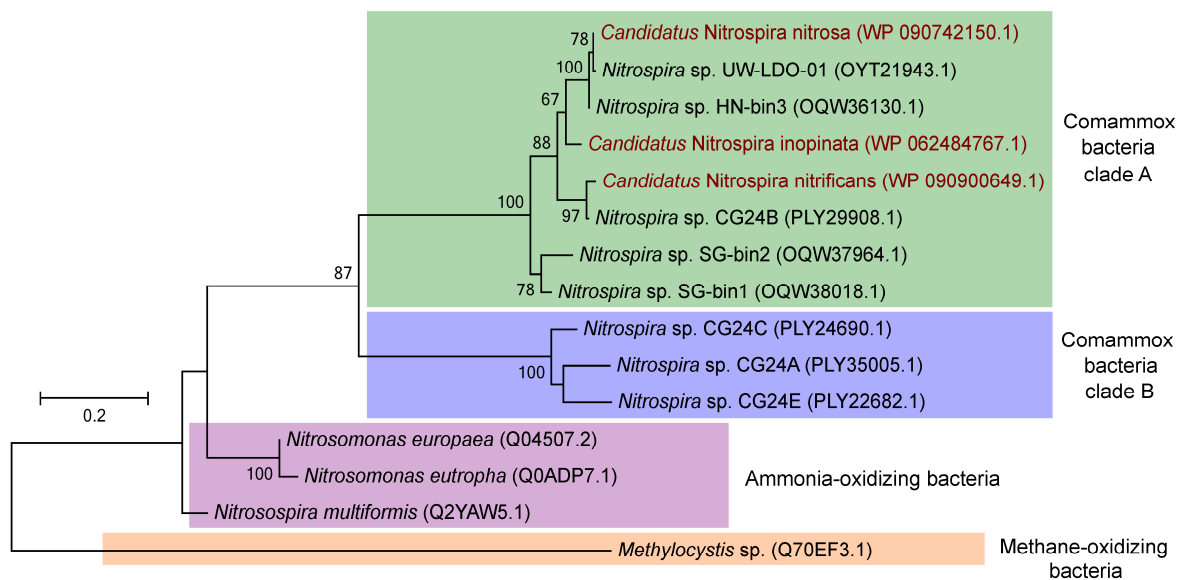 78
Candidatus Nitrospira nitrosa (WP 090742150.1)
100
Nitrospira sp. UW-LDO-01 (OYT21943.1)
67
Nitrospira sp. HN-bin3 (OQW36130.1)
88
Candidatus Nitrospira inopinata (WP 062484767.1)
Candidatus Nitrospira nitrificans (WP 090900649.1)
100
97
Nitrospira sp. CG24B (PLY29908.1)
Nitrospira sp. SG-bin2 (OQW37964.1)
78
Nitrospira sp. SG-bin1 (OQW38018.1)
Comammox
bacteria
clade A
87
Nitrospira sp. CG24C (PLY24690.1)
100
Nitrospira sp. CG24A (PLY35005.1)
Nitrospira sp. CG24E (PLY22682.1)
Comammox
bacteria
clade B
0.2
Nitrosomonas europaea (Q04507.2)
100
Nitrosomonas eutropha (Q0ADP7.1)
Nitrosospira multiformis (Q2YAW5.1)
Ammonia-oxidizing bacteria
Methylocystis sp. (Q70EF3.1)
Methane-oxidizing
bacteria